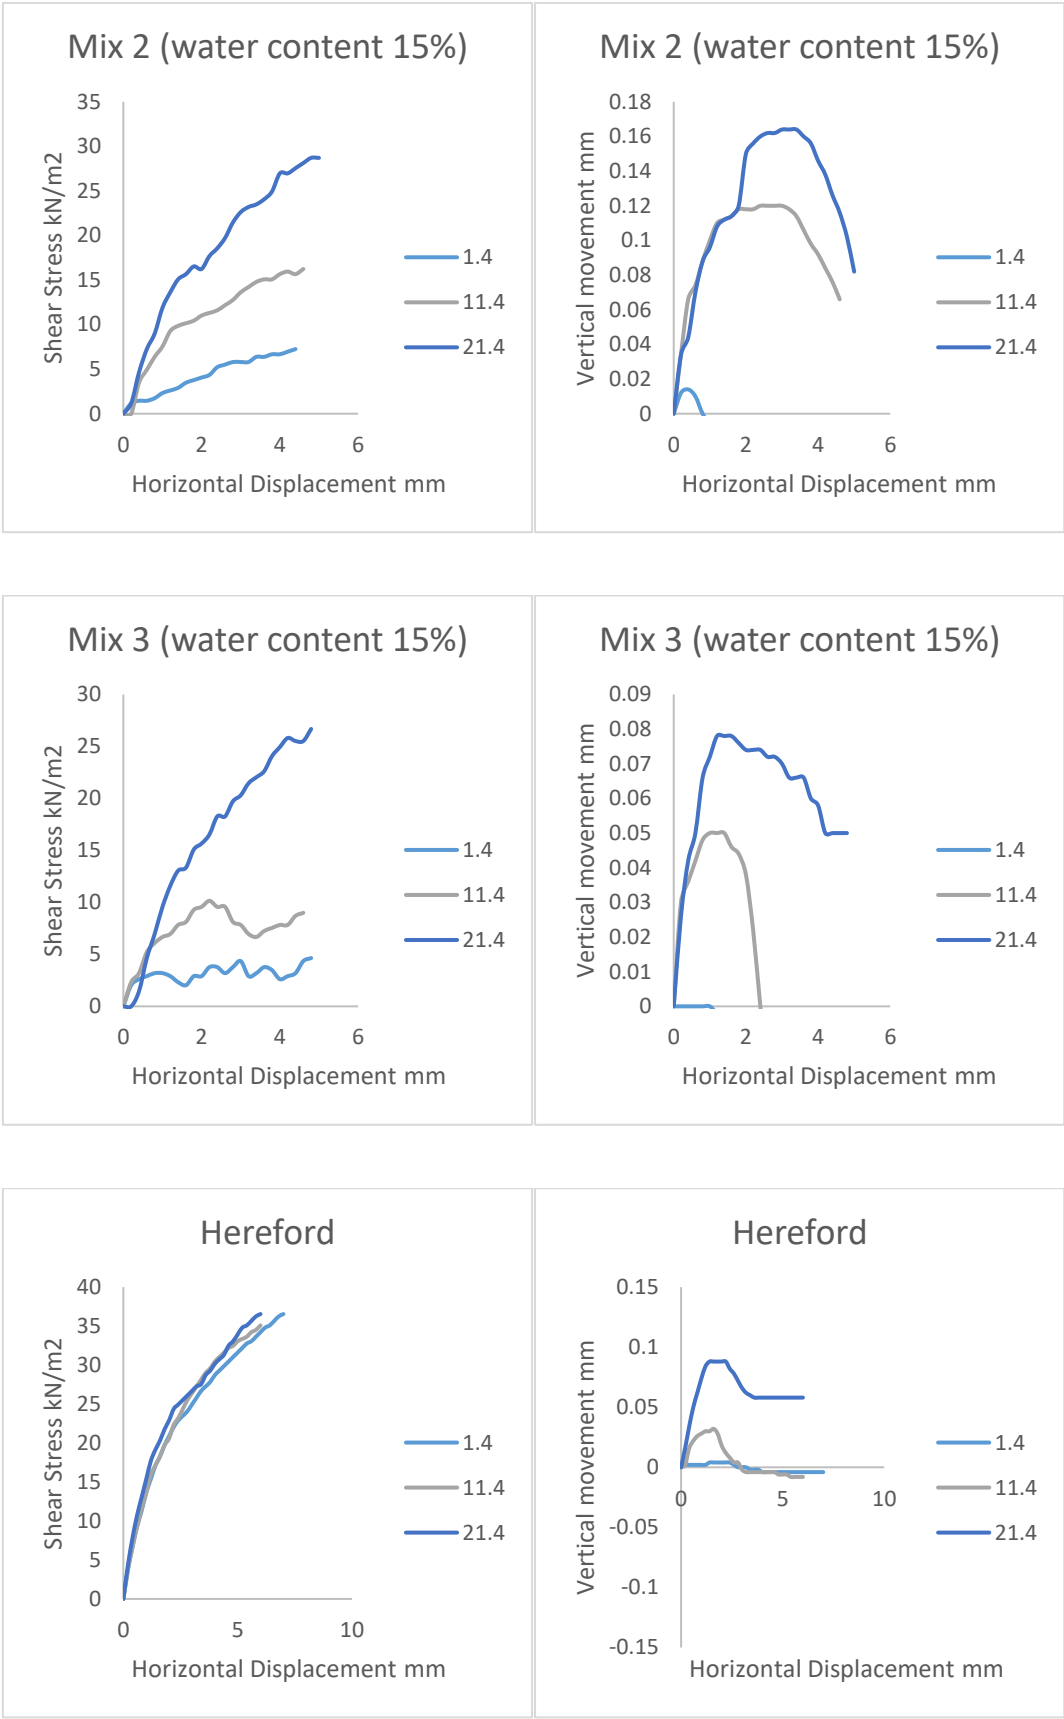 Mix 2 (water content 15%)
Shear Stress kN/m2
35
30
25
20
15
10
5
0
0 2 4 6
Horizontal Displacement mm
1.4
11.4
21.4
Mix 2 (water content 15%)
Vertical movement mm
0.18
0.16
0.14
0.12
0.1
0.08
0.06
0.04
0.02
0
0 2 4 6
Horizontal Displacement mm
1.4
11.4
21.4
Mix 3 (water content 15%)
Shear Stress kN/m2
30
25
20
15
10
5
0
0 2 4 6
Horizontal Displacement mm
1.4
11.4
21.4
Mix 3 (water content 15%)
Vertical movement mm
0.09
0.08
0.07
0.06
0.05
0.04
0.03
0.02
0.01
0
0 2 4 6
Horizontal Displacement mm
1.4
11.4
21.4
Hereford
Shear Stress kN/m2
40
35
30
25
20
15
10
5
0
0 5 10
Horizontal Displacement mm
1.4
11.4
21.4
Hereford
Vertical movement mm
0.15
0.1
0.05
0
-0.05
-0.1
-0.15
0 5 10
Horizontal Displacement mm
1.4
11.4
21.4